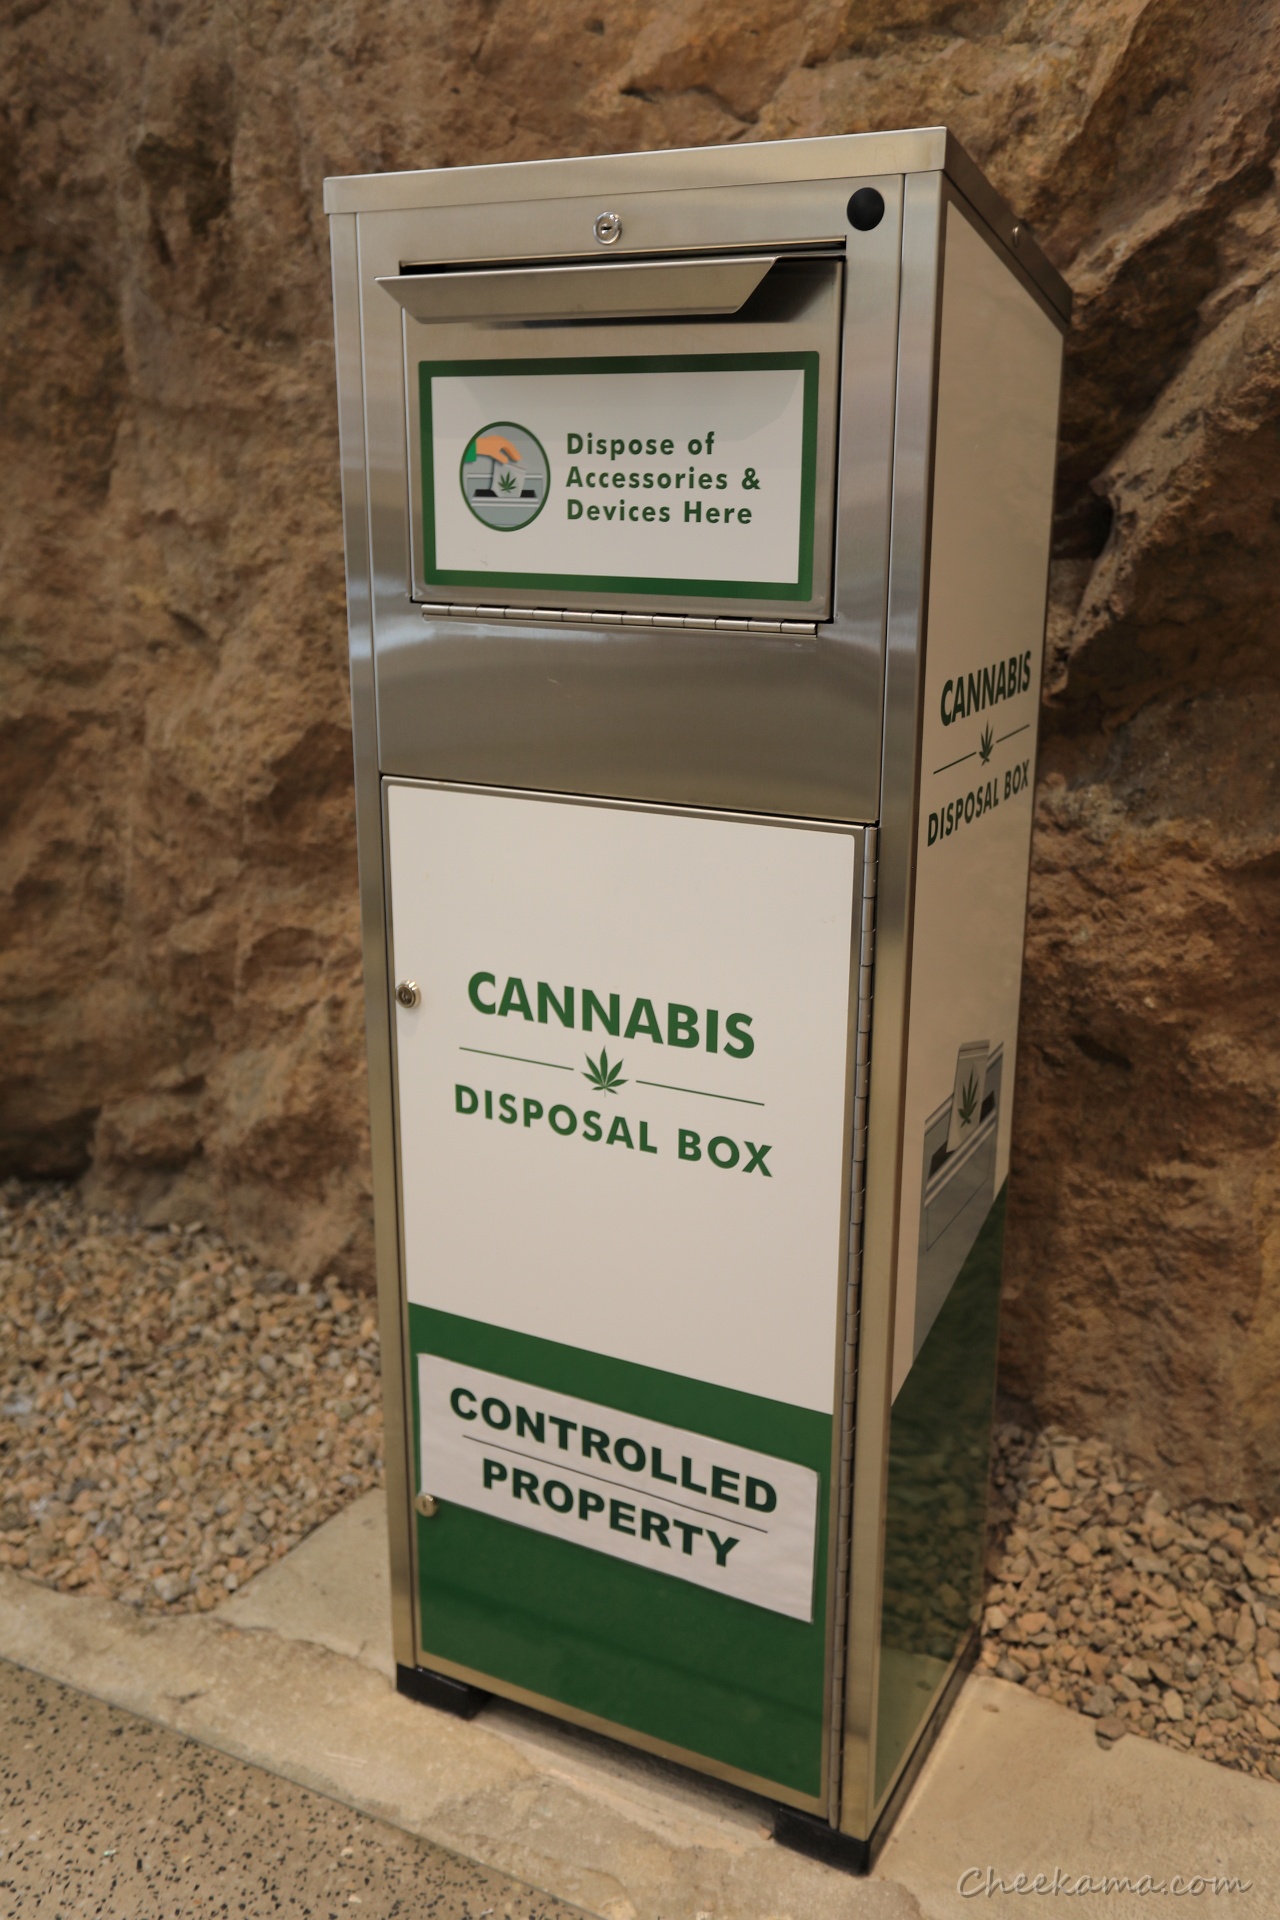 Dispose of
Accessories &
Devices Here
CANNABIS
DISPOSAL BOX
CONTROLLED
PROPERTY
CANNABIS
DISPOSAL BOX
Cheekama.com